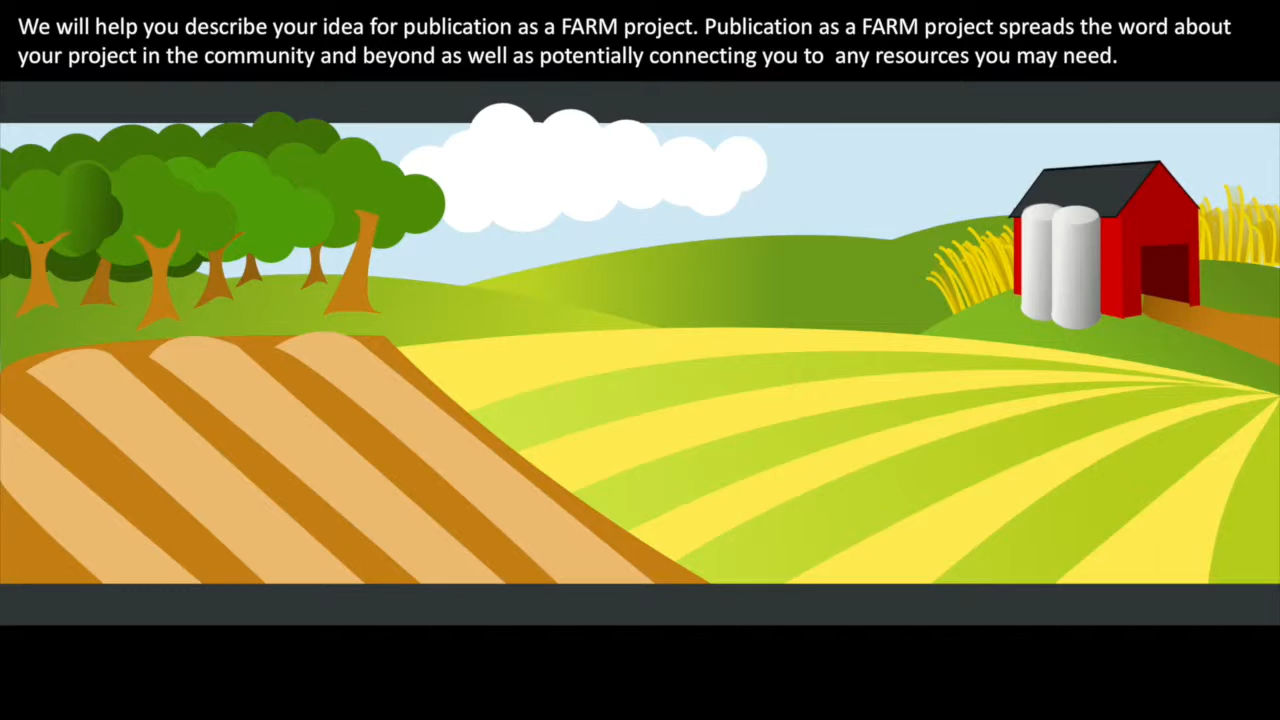 We will help you describe your idea for publication as a FARM project. Publication as a FARM project spreads the word about
your project in the community and beyond as well as potentially connecting you to  any resources you may need.